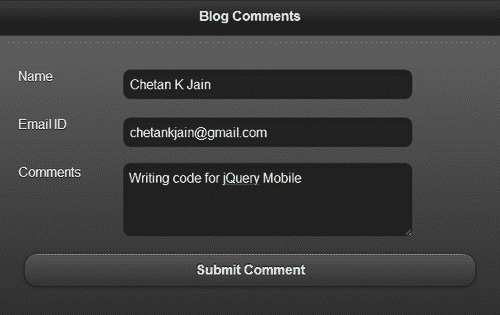 Blog Comments
Name
Chetan K Jain
Email ID
chetankjain@gmail.com
Comments
Writing code for jQuery Mobile
Submit Comment